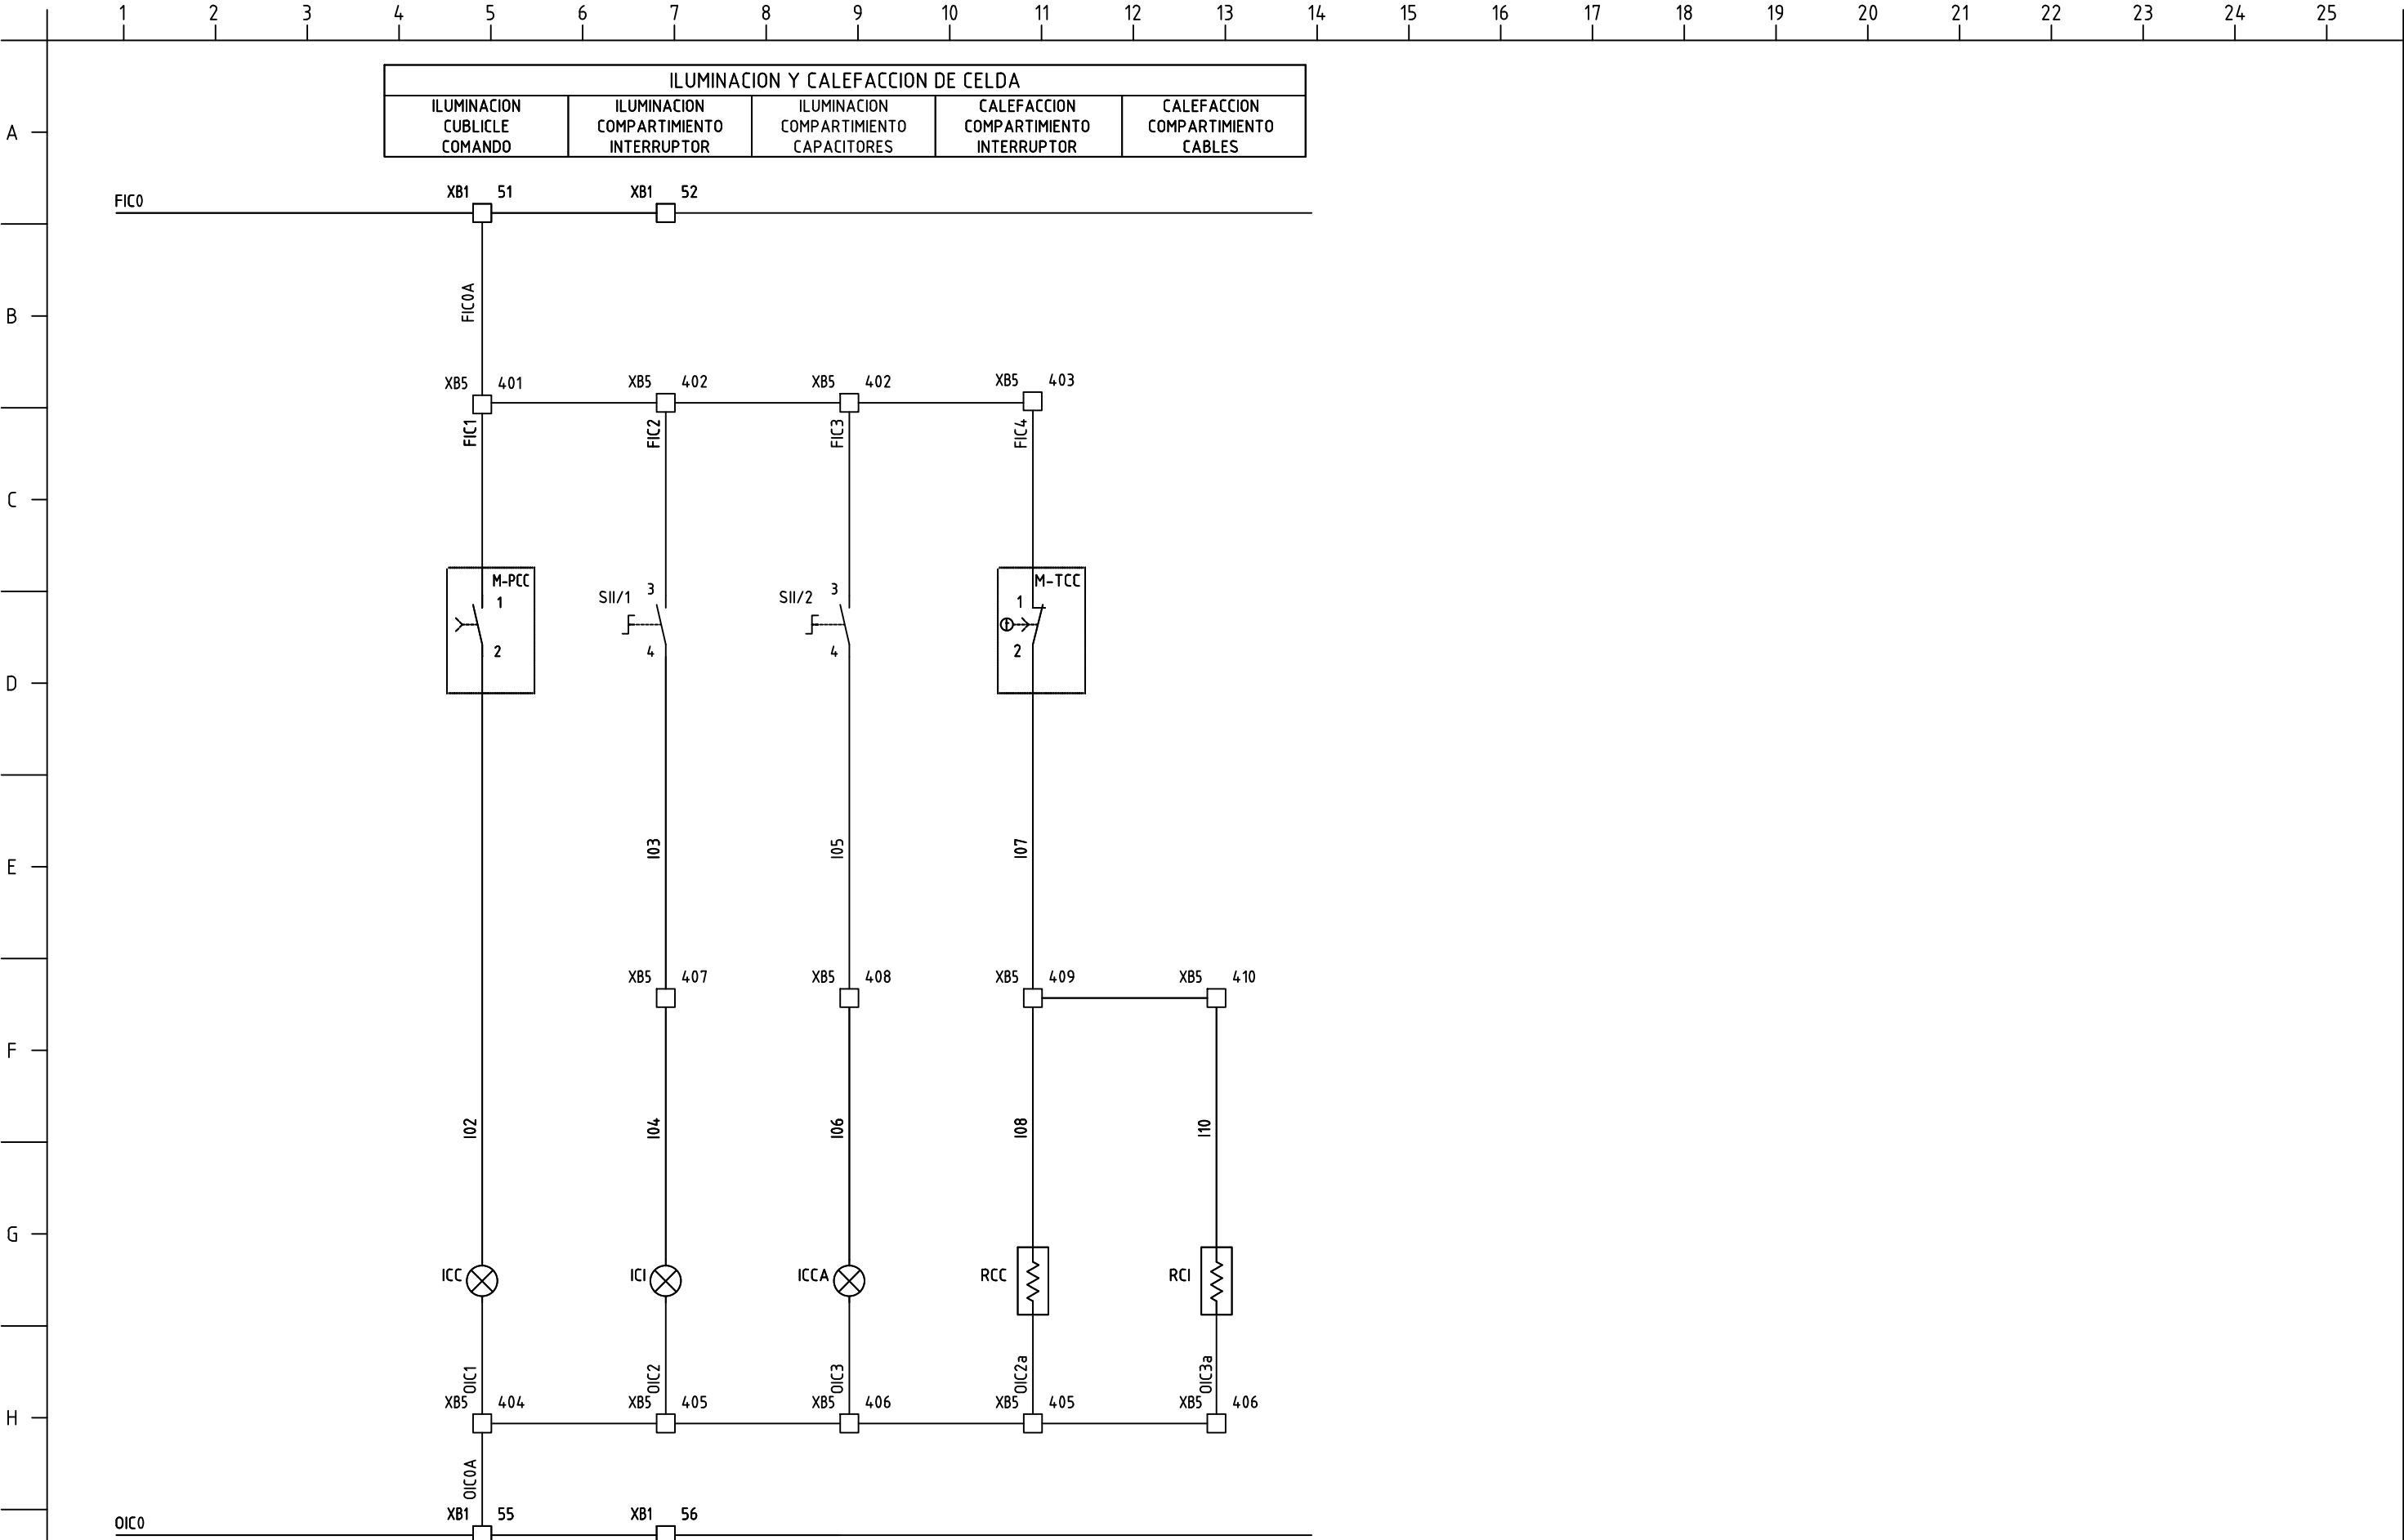 1 2 3 4 5 6 7 8 9 10 11 12 13 14 15 16 17 18 19 20 21 22 23 24 25
ILUMINACION Y CALEFACCION DE CELDA
ILUMINACION
CUBLICLE
COMANDO
ILUMINACION
COMPARTIMIENTO
INTERRUPTOR
ILUMINACION
COMPARTIMIENTO
CAPACITORES
CALEFACCION
COMPARTIMIENTO
INTERRUPTOR
CALEFACCION
COMPARTIMIENTO
CABLES
A
FIC0
XB1 51
XB1 52
B
FIC0A
XB5 401
XB5 402
XB5 402
XB5 403
FIC1
FIC2
FIC3
FIC4
C
M-PCC
1
2
SII/1
3
4
SII/2
3
4
M-TCC
1
2
D
E
I03
I05
I07
XB5 407
XB5 408
XB5 409
XB5 410
F
I02
I04
I06
I08
I10
G
ICC
ICI
ICCA
RCC
RCI
OIC1
OIC2
OIC3
OIC2a
OIC3a
XB5 404
XB5 405
XB5 406
XB5 405
XB5 406
H
OIC0A
OIC0
XB1 55
XB1 56